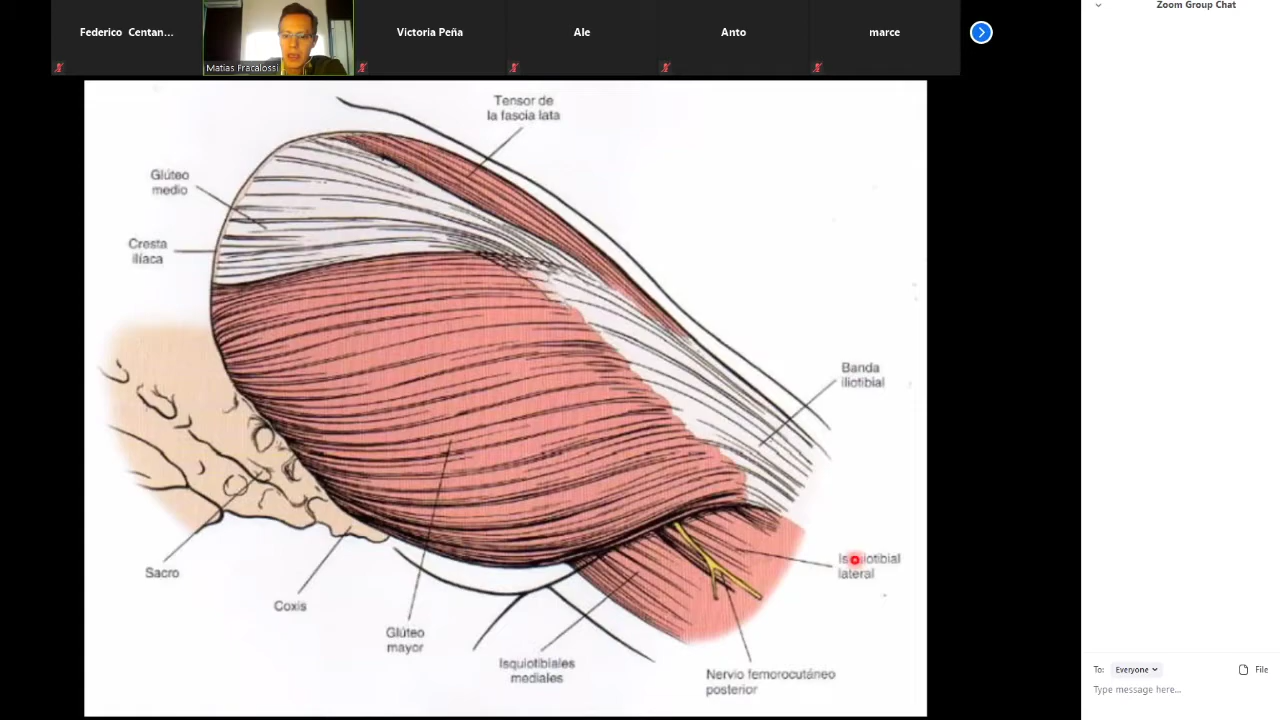 Zoom Group Chat
Federico Centan...
Matías Fracalossi
Victoria Peña
Ale
Anto
marce
Tensor de
la fascia lata
Glúteo
medio
Cresta
ilíaca
Banda
iliotibial
Isquiotibial
lateral
Sacro
Coxis
Glúteo
mayor
Isquiotibiales
mediales
Nervio femorocutáneo
posterior
To: Everyone
File
Type message here...